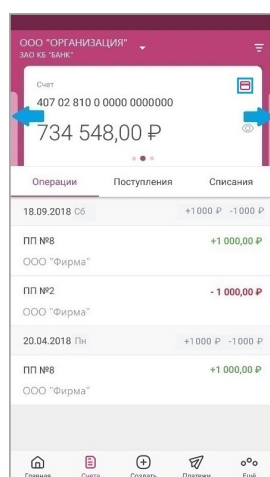 ООО "ОРГАНИЗАЦИЯ"
ЗАО КБ "БАНК"
Счет
407 02 810 0 0000 0000000
734 548,00 ₽
Операции Поступления Списания
18.09.2018 Сб +1000 ₽ -1000 ₽
ПП №8 +1 000,00 ₽
ООО "Фирма"
ПП №2 - 1 000,00 ₽
ООО "Фирма"
20.04.2018 Пн +1000 ₽ -1000 ₽
ПП №8 +1 000,00 ₽
ООО "Фирма"
Главная Счета Создать Платежи Ещё